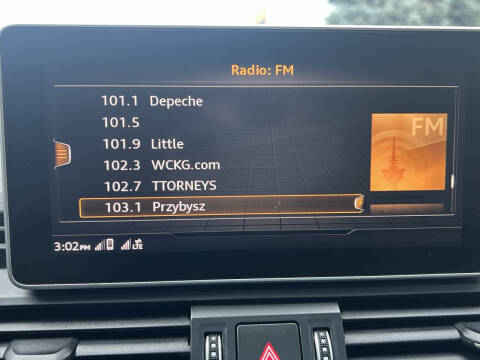 Radio: FM
101.1 Depeche
101.5
101.9 Little
102.3 WCKG.com
102.7 TTORNEYS
103.1 Przybysz
FM
3:02PM LTE